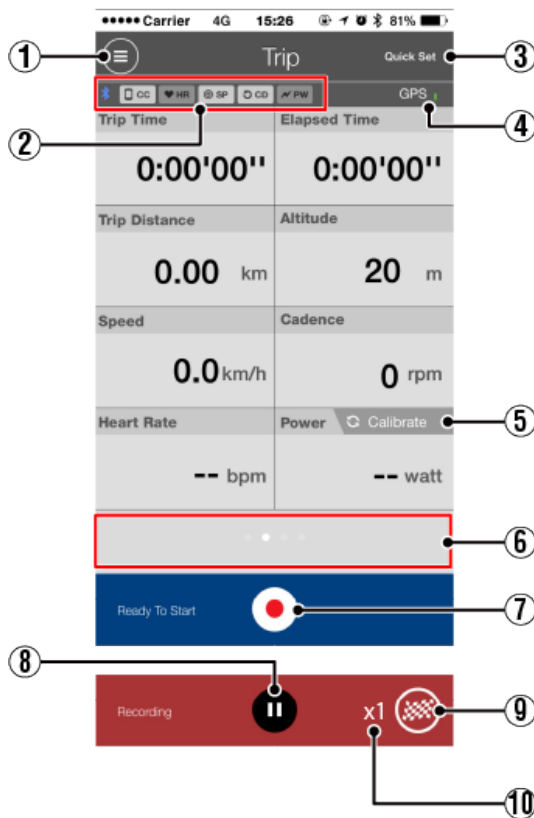 ●●●●● Carrier 4G 15:26 81%
① Trip Quick Set ③
CC HR SP CD PW GPS
② ④
Trip Time Elapsed Time
0:00'00'' 0:00'00''
Trip Distance Altitude
0.00 km 20 m
Speed Cadence
0.0 km/h 0 rpm
Heart Rate Power Calibrate ⑤
-- bpm -- watt
⑥
Ready To Start ⑦
⑧
Recording x1 ⑨
⑩